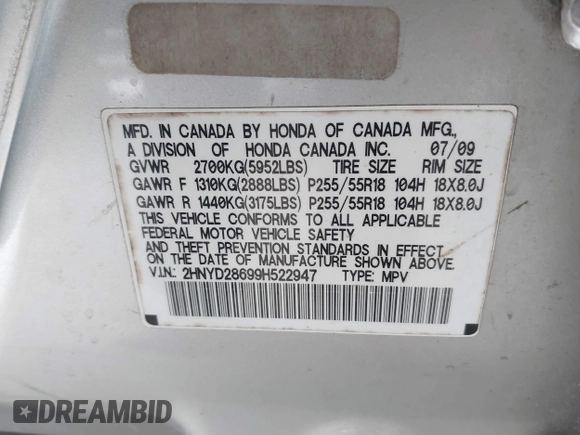 MFD. IN CANADA BY HONDA OF CANADA MFG.,
A DIVISION OF HONDA CANADA INC. 07/09
GVWR 2700KG(5952LBS) TIRE SIZE RIM SIZE
GAWR F 1310KG(2888LBS) P255/55R18 104H 18X8.0J
GAWR R 1440KG(3175LBS) P255/55R18 104H 18X8.0J
THIS VEHICLE CONFORMS TO ALL APPLICABLE
FEDERAL MOTOR VEHICLE SAFETY
AND THEFT PREVENTION STANDARDS IN EFFECT
ON THE DATE OF MANUFACTURE SHOWN ABOVE.
V.I.N.: 2HNYD28699H522947 TYPE: MPV
DREAMBID